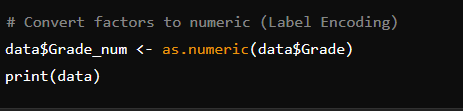 # Convert factors to numeric (Label Encoding)
data$Grade_num <- as.numeric(data$Grade)
print(data)